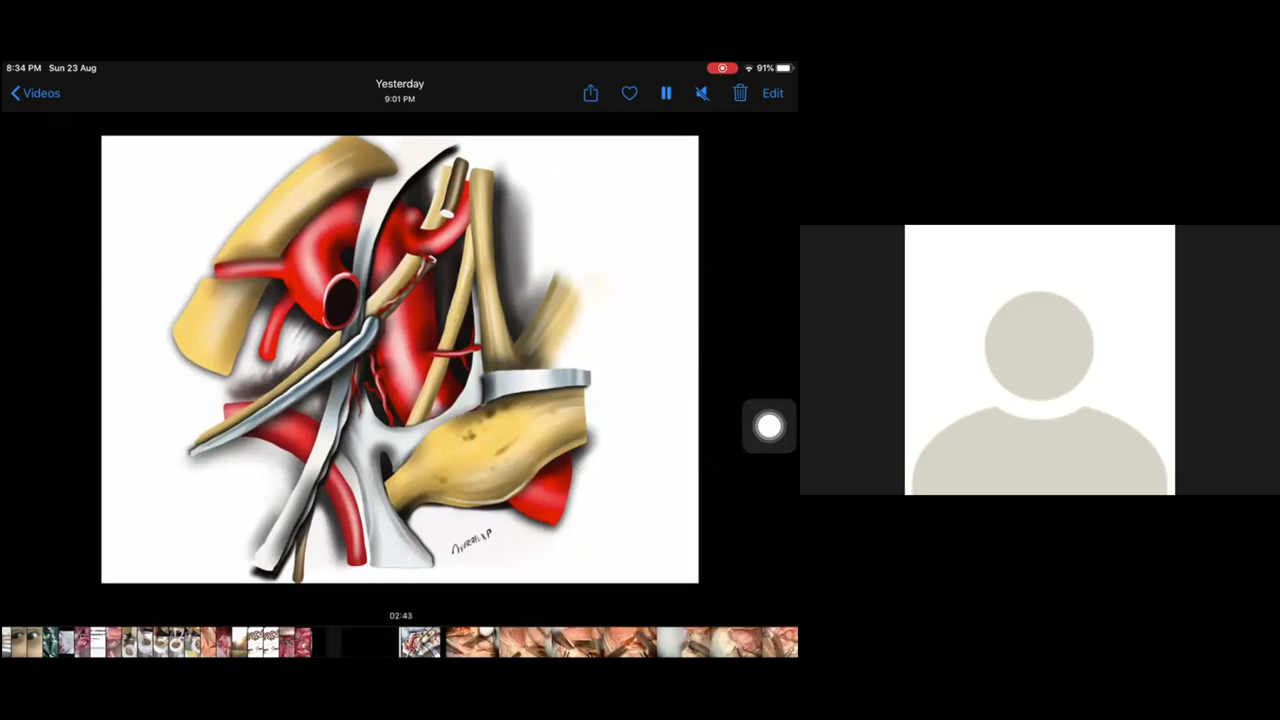 8:34 PM Sun 23 Aug
91%
Yesterday
9:01 PM
Videos
Edit
02:43